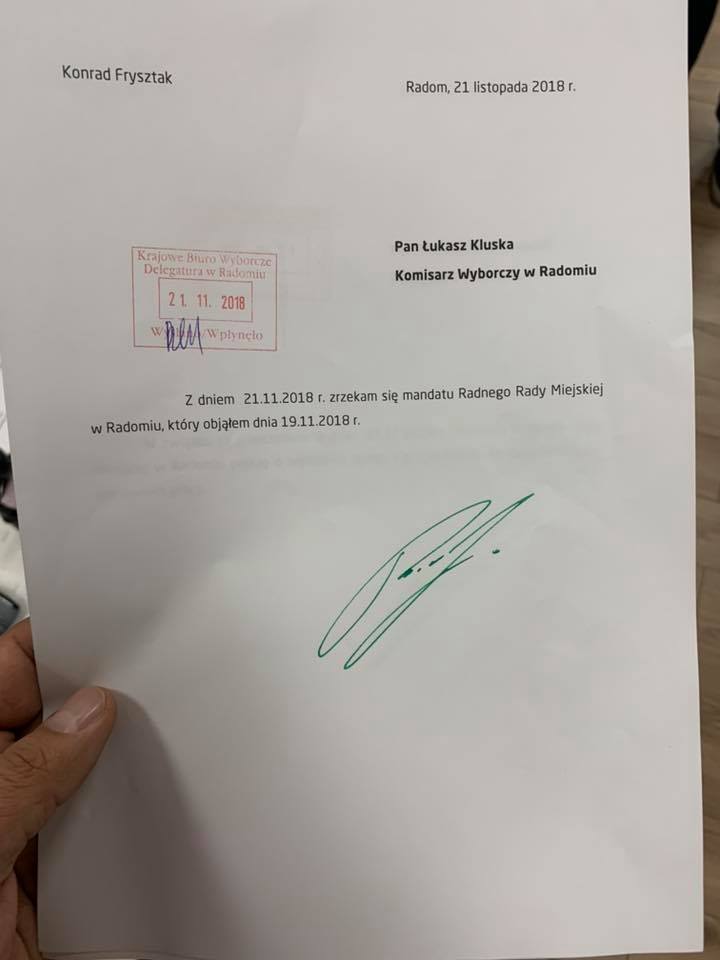 Konrad Frysztak
Radom, 21 listopada 2018 r.
Pan Łukasz Kluska
Komisarz Wyborczy w Radomiu
Krajowe Biuro Wyborcze
Delegatura w Radomiu
21. 11. 2018
Wpłynęło
Z dniem 21.11.2018 r. zrzekam się mandatu Radnego Rady Miejskiej
w Radomiu, który objąłem dnia 19.11.2018 r.